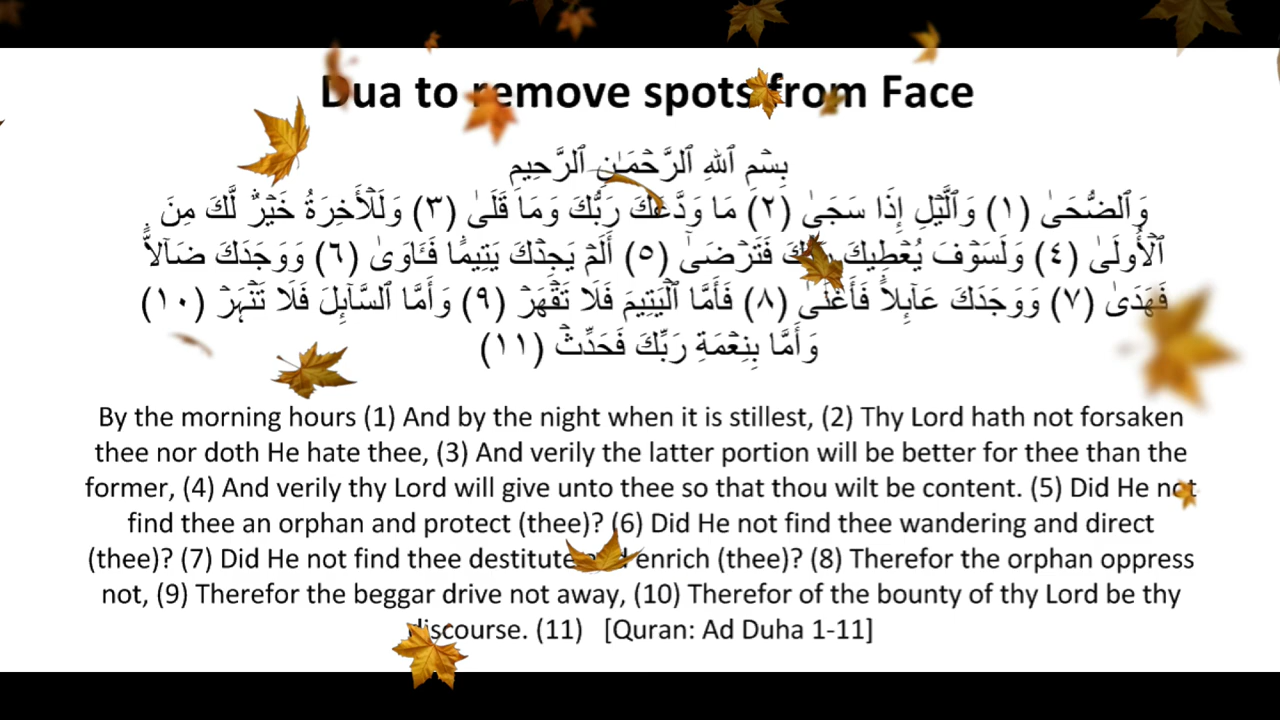 Dua to remove spots from Face
بِسۡمِ ٱللهِ ٱلرَّحۡمَـٰنِ ٱلرَّحِيم
وَٱلضُّحَىٰ (١) وَٱلَّيۡلِ إِذَا سَجَىٰ (٢) مَا وَدَّعَكَ رَبُّكَ وَمَا قَلَىٰ (٣) وَلَلۡأَخِرَةُ خَيۡرٌ لَّكَ مِنَ
ٱلۡأُولَىٰ (٤) وَلَسَوۡفَ يُعۡطِيكَ رَبُّكَ فَتَرۡضَىٰٓ (٥) أَلَمۡ يَجِدۡكَ يَتِيمًا فَـَٔاوَىٰ (٦) وَوَجَدَكَ ضَآلاًّ
فَهَدَىٰ (٧) وَوَجَدَكَ عَآٮِٕلاً فَأَغۡنَىٰ (٨) فَأَمَّا ٱلۡيَتِيمَ فَلَا تَقۡهَرۡ (٩) وَأَمَّا ٱلسَّآٮِٕلَ فَلَا تَنۡہَرۡ (١٠)
وَأَمَّا بِنِعۡمَةِ رَبِّكَ فَحَدِّثۡ (١١)
By the morning hours (1) And by the night when it is stillest, (2) Thy Lord hath not forsaken
thee nor doth He hate thee, (3) And verily the latter portion will be better for thee than the
former, (4) And verily thy Lord will give unto thee so that thou wilt be content. (5) Did He not
find thee an orphan and protect (thee)? (6) Did He not find thee wandering and direct
(thee)? (7) Did He not find thee destitute and enrich (thee)? (8) Therefor the orphan oppress
not, (9) Therefor the beggar drive not away, (10) Therefor of the bounty of thy Lord be thy
discourse. (11) [Quran: Ad Duha 1-11]